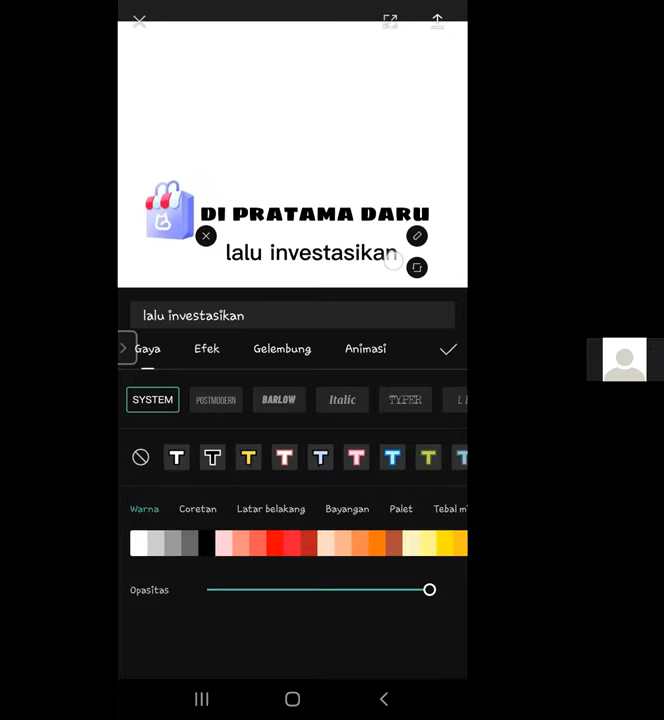 DI PRATAMA DARU
lalu investasikan
lalu investasikan
Gaya Efek Gelembung Animasi
SYSTEM POSTMODERN BARLOW Italic TYPER
T T T T T T T T T
Warna Coretan Latar belakang Bayangan Palet Tebal m
Opasitas